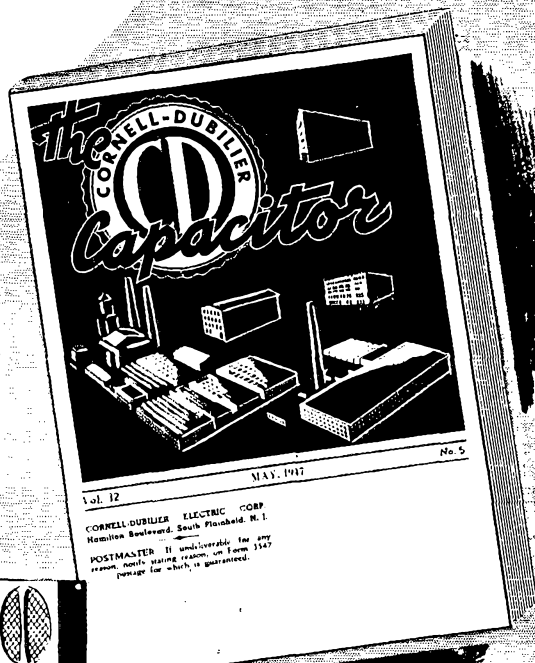 the
CORNELL-DUBILIER
CD
Capacitor
Vol. 12
MAY, 1947
No. 5
CORNELL-DUBILIER ELECTRIC CORP.
Hamilton Boulevard, South Plainfield, N. J.
POSTMASTER If undeliverable for any
reason, notify stating reason, on Form 3547
postage for which is guaranteed.